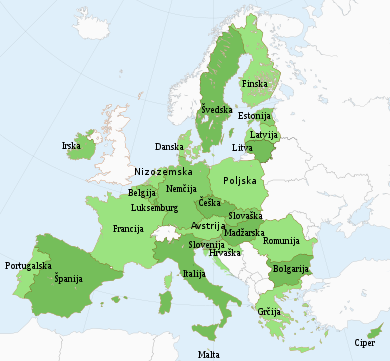 Finska
Švedska
Estonija
Latvija
Irska
Danska
Litva
Nizozemska
Poljska
Belgija
Nemčija
Luksemburg
Češka
Slovaška
Francija
Avstrija
Madžarska
Romunija
Slovenija
Hrvaška
Portugalska
Španija
Italija
Bolgarija
Grčija
Ciper
Malta